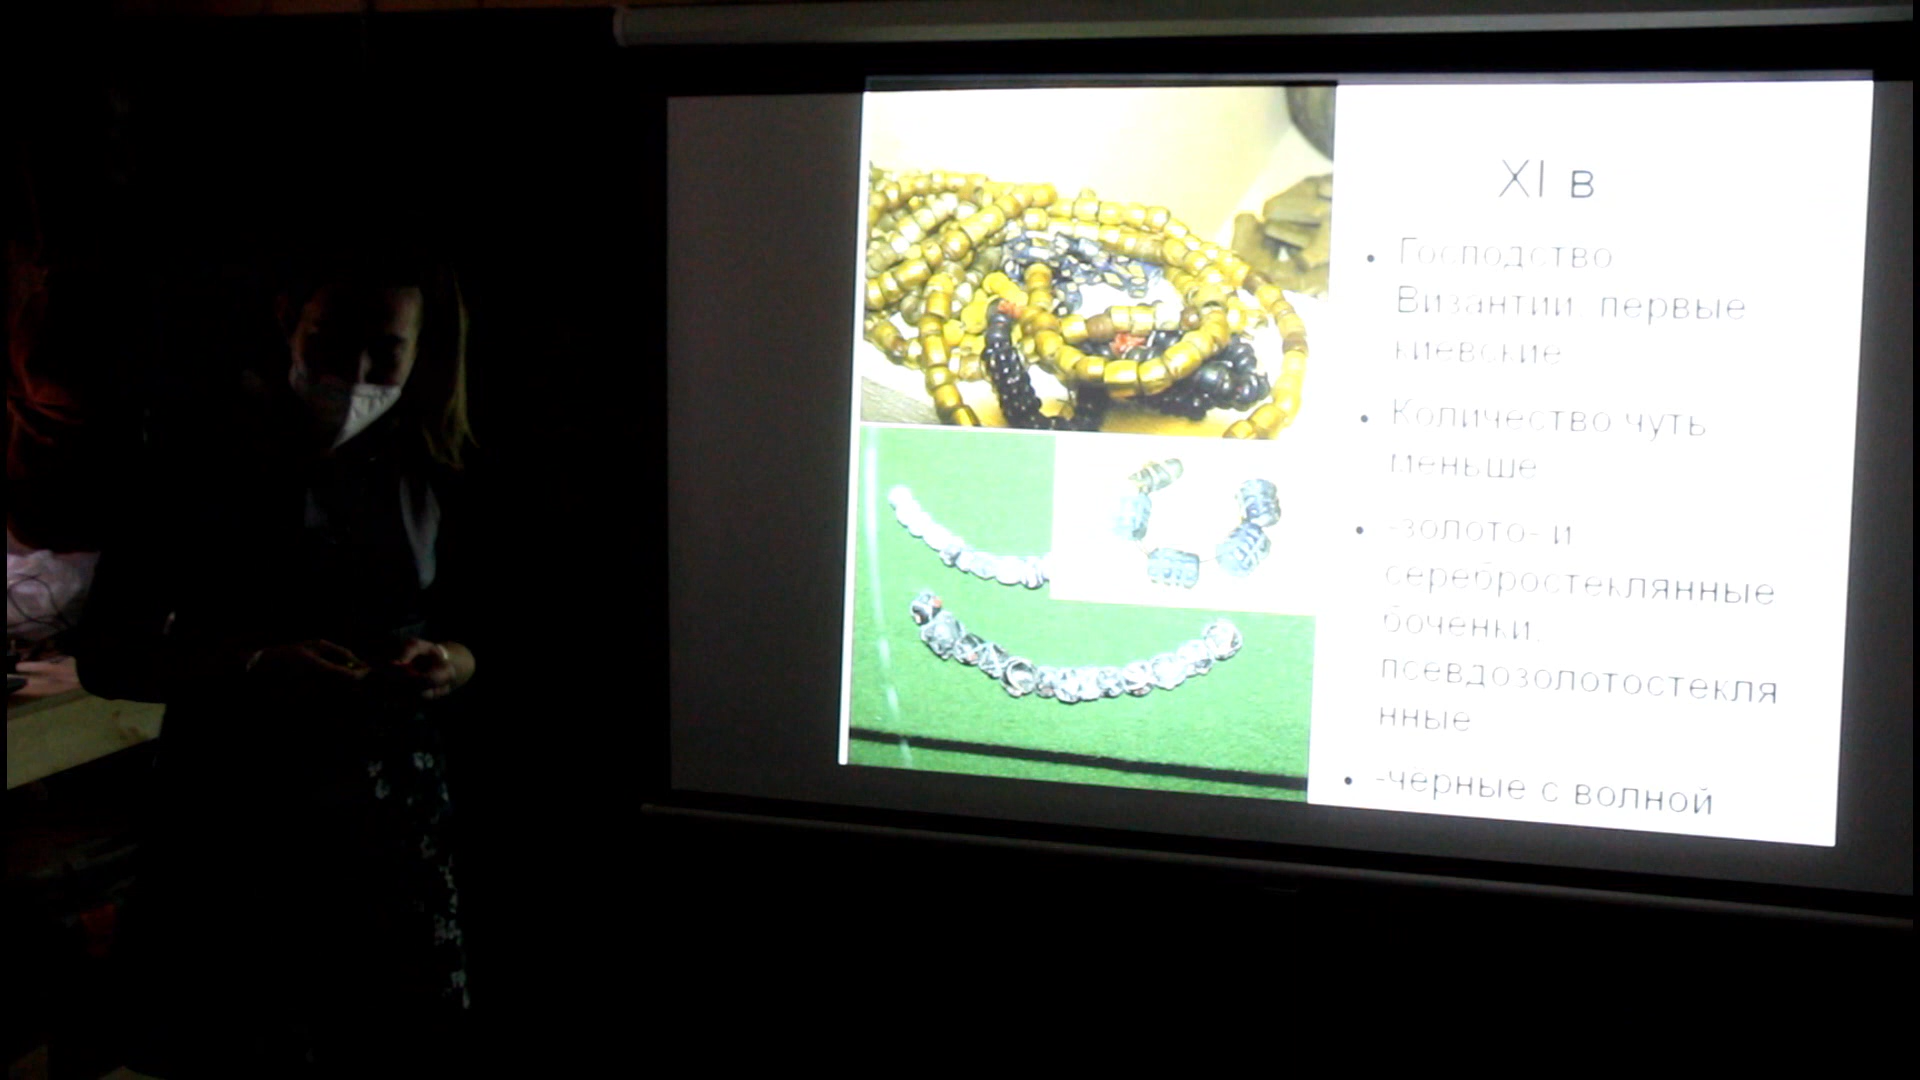 XI в
• Господство
Византии, первые
киевские
• Количество чуть
меньше
• -золото- и
серебростеклянные
боченки,
псевдозолотостекля
нные
• -чёрные с волной